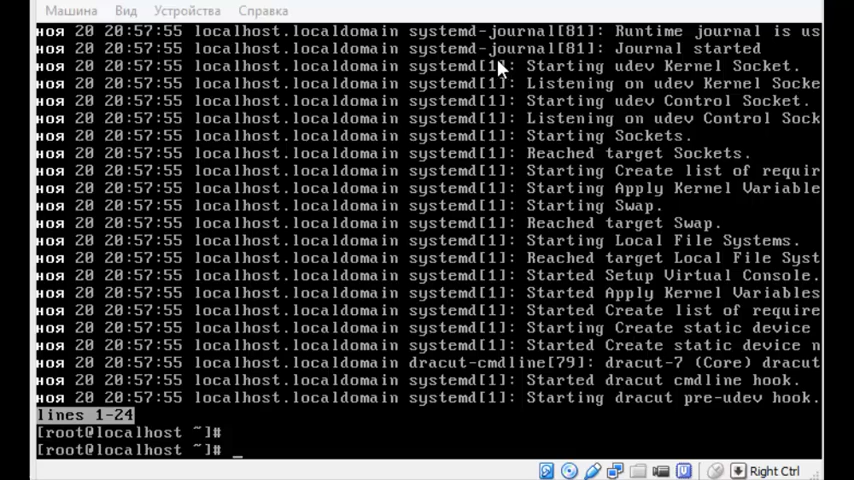 Машина Вид Устройства Справка
ноя 20 20:57:55 localhost.localdomain systemd-journal[81]: Runtime journal is us
ноя 20 20:57:55 localhost.localdomain systemd-journal[81]: Journal started
ноя 20 20:57:55 localhost.localdomain systemd[1]: Starting udev Kernel Socket.
ноя 20 20:57:55 localhost.localdomain systemd[1]: Listening on udev Kernel Socke
ноя 20 20:57:55 localhost.localdomain systemd[1]: Starting udev Control Socket.
ноя 20 20:57:55 localhost.localdomain systemd[1]: Listening on udev Control Sock
ноя 20 20:57:55 localhost.localdomain systemd[1]: Starting Sockets.
ноя 20 20:57:55 localhost.localdomain systemd[1]: Reached target Sockets.
ноя 20 20:57:55 localhost.localdomain systemd[1]: Starting Create list of requir
ноя 20 20:57:55 localhost.localdomain systemd[1]: Starting Apply Kernel Variable
ноя 20 20:57:55 localhost.localdomain systemd[1]: Starting Swap.
ноя 20 20:57:55 localhost.localdomain systemd[1]: Reached target Swap.
ноя 20 20:57:55 localhost.localdomain systemd[1]: Starting Local File Systems.
ноя 20 20:57:55 localhost.localdomain systemd[1]: Reached target Local File Syst
ноя 20 20:57:55 localhost.localdomain systemd[1]: Started Setup Virtual Console.
ноя 20 20:57:55 localhost.localdomain systemd[1]: Started Apply Kernel Variables
ноя 20 20:57:55 localhost.localdomain systemd[1]: Started Create list of require
ноя 20 20:57:55 localhost.localdomain systemd[1]: Starting Create static device
ноя 20 20:57:55 localhost.localdomain systemd[1]: Started Create static device n
ноя 20 20:57:55 localhost.localdomain dracut-cmdline[79]: dracut-7 (Core) dracut
ноя 20 20:57:55 localhost.localdomain systemd[1]: Started dracut cmdline hook.
ноя 20 20:57:55 localhost.localdomain systemd[1]: Starting dracut pre-udev hook.
lines 1-24
[root@localhost ~]#
[root@localhost ~]# _
Right Ctrl